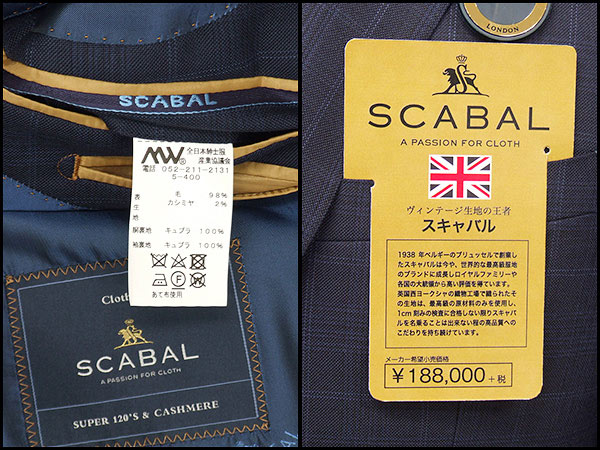 SCABAL
MW
全日本紳士服
産業協議会
電話 052-211-2131
5-400
表 毛 98%
生 カシミヤ 2%
地
胴裏地 キュプラ 100%
袖裏地 キュプラ 100%
あて布使用
Cloth
SCABAL
A PASSION FOR CLOTH
SUPER 120'S & CASHMERE
LONDON
SCABAL
A PASSION FOR CLOTH
ヴィンテージ生地の王者
スキャバル
1938 年ベルギーのブリュッセルで創業し
たスキャバルは今や、世界的な最高級服地
のブランドに成長しロイヤルファミリーや
各国の大統領から高い評価を得ています。
英国西ヨークシャの織物工場で織られたそ
の生地は、最高級の原材料のみを使用し、
1cm 刻みの検査に合格しない限りスキャバ
ルを名乗ることは出来ない程の高品質への
こだわりを持ち続けています。
メーカー希望小売価格
¥188,000+税